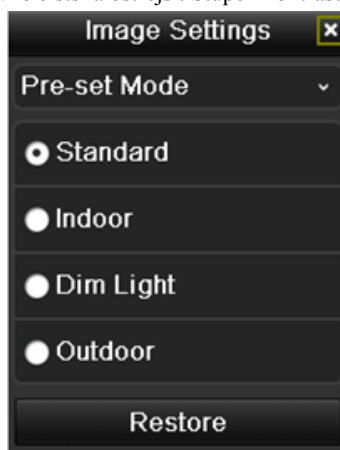 Image Settings
Pre-set Mode
Standard
Indoor
Dim Light
Outdoor
Restore